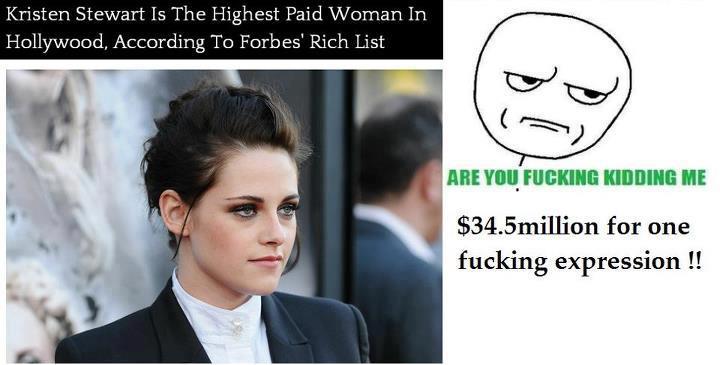 Kristen Stewart Is The Highest Paid Woman In
Hollywood, According To Forbes' Rich List
ARE YOU FUCKING KIDDING ME
$34.5million for one
fucking expression !!